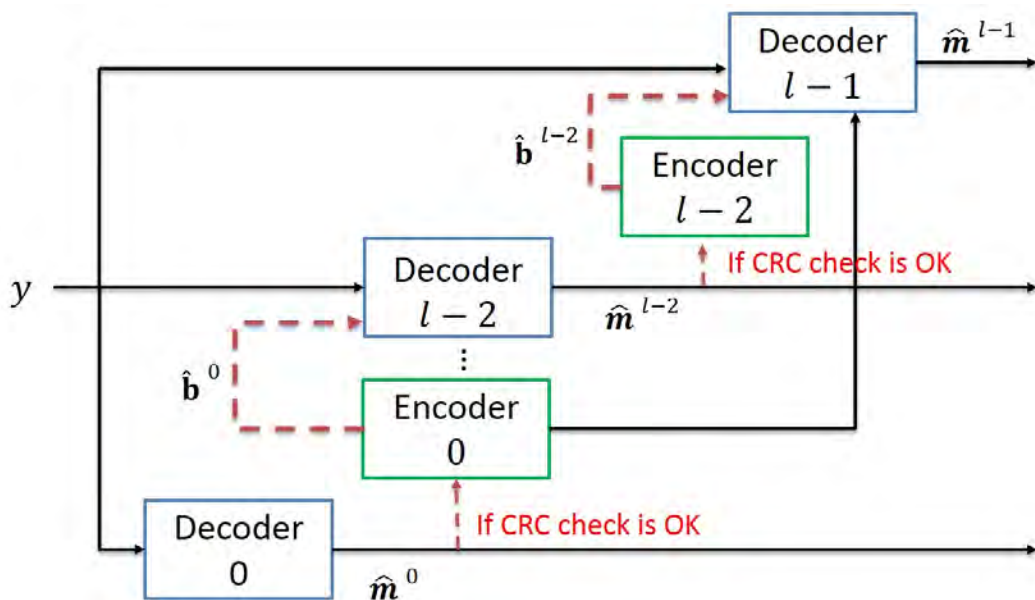 Decoder
l − 1
m̂ ^{l−1}
b̂ ^{l−2}
Encoder
l − 2
If CRC check is OK
y
Decoder
l − 2
m̂ ^{l−2}
⋮
b̂ ^0
Encoder
0
If CRC check is OK
Decoder
0
m̂ ^0